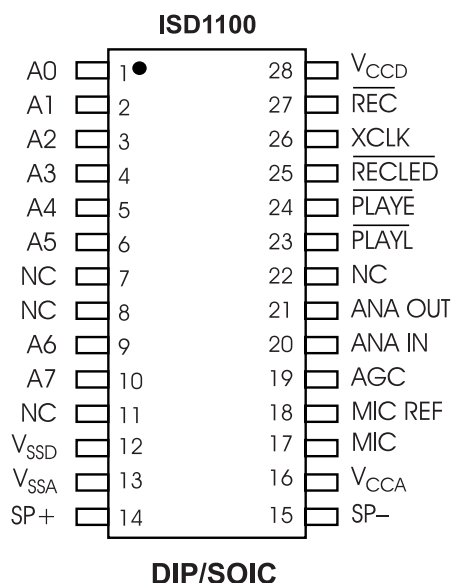 ISD1100
A0 1 28 VCCD
A1 2 27 REC
A2 3 26 XCLK
A3 4 25 RECLED
A4 5 24 PLAYE
A5 6 23 PLAYL
NC 7 22 NC
NC 8 21 ANA OUT
A6 9 20 ANA IN
A7 10 19 AGC
NC 11 18 MIC REF
VSSD 12 17 MIC
VSSA 13 16 VCCA
SP+ 14 15 SP–
DIP/SOIC